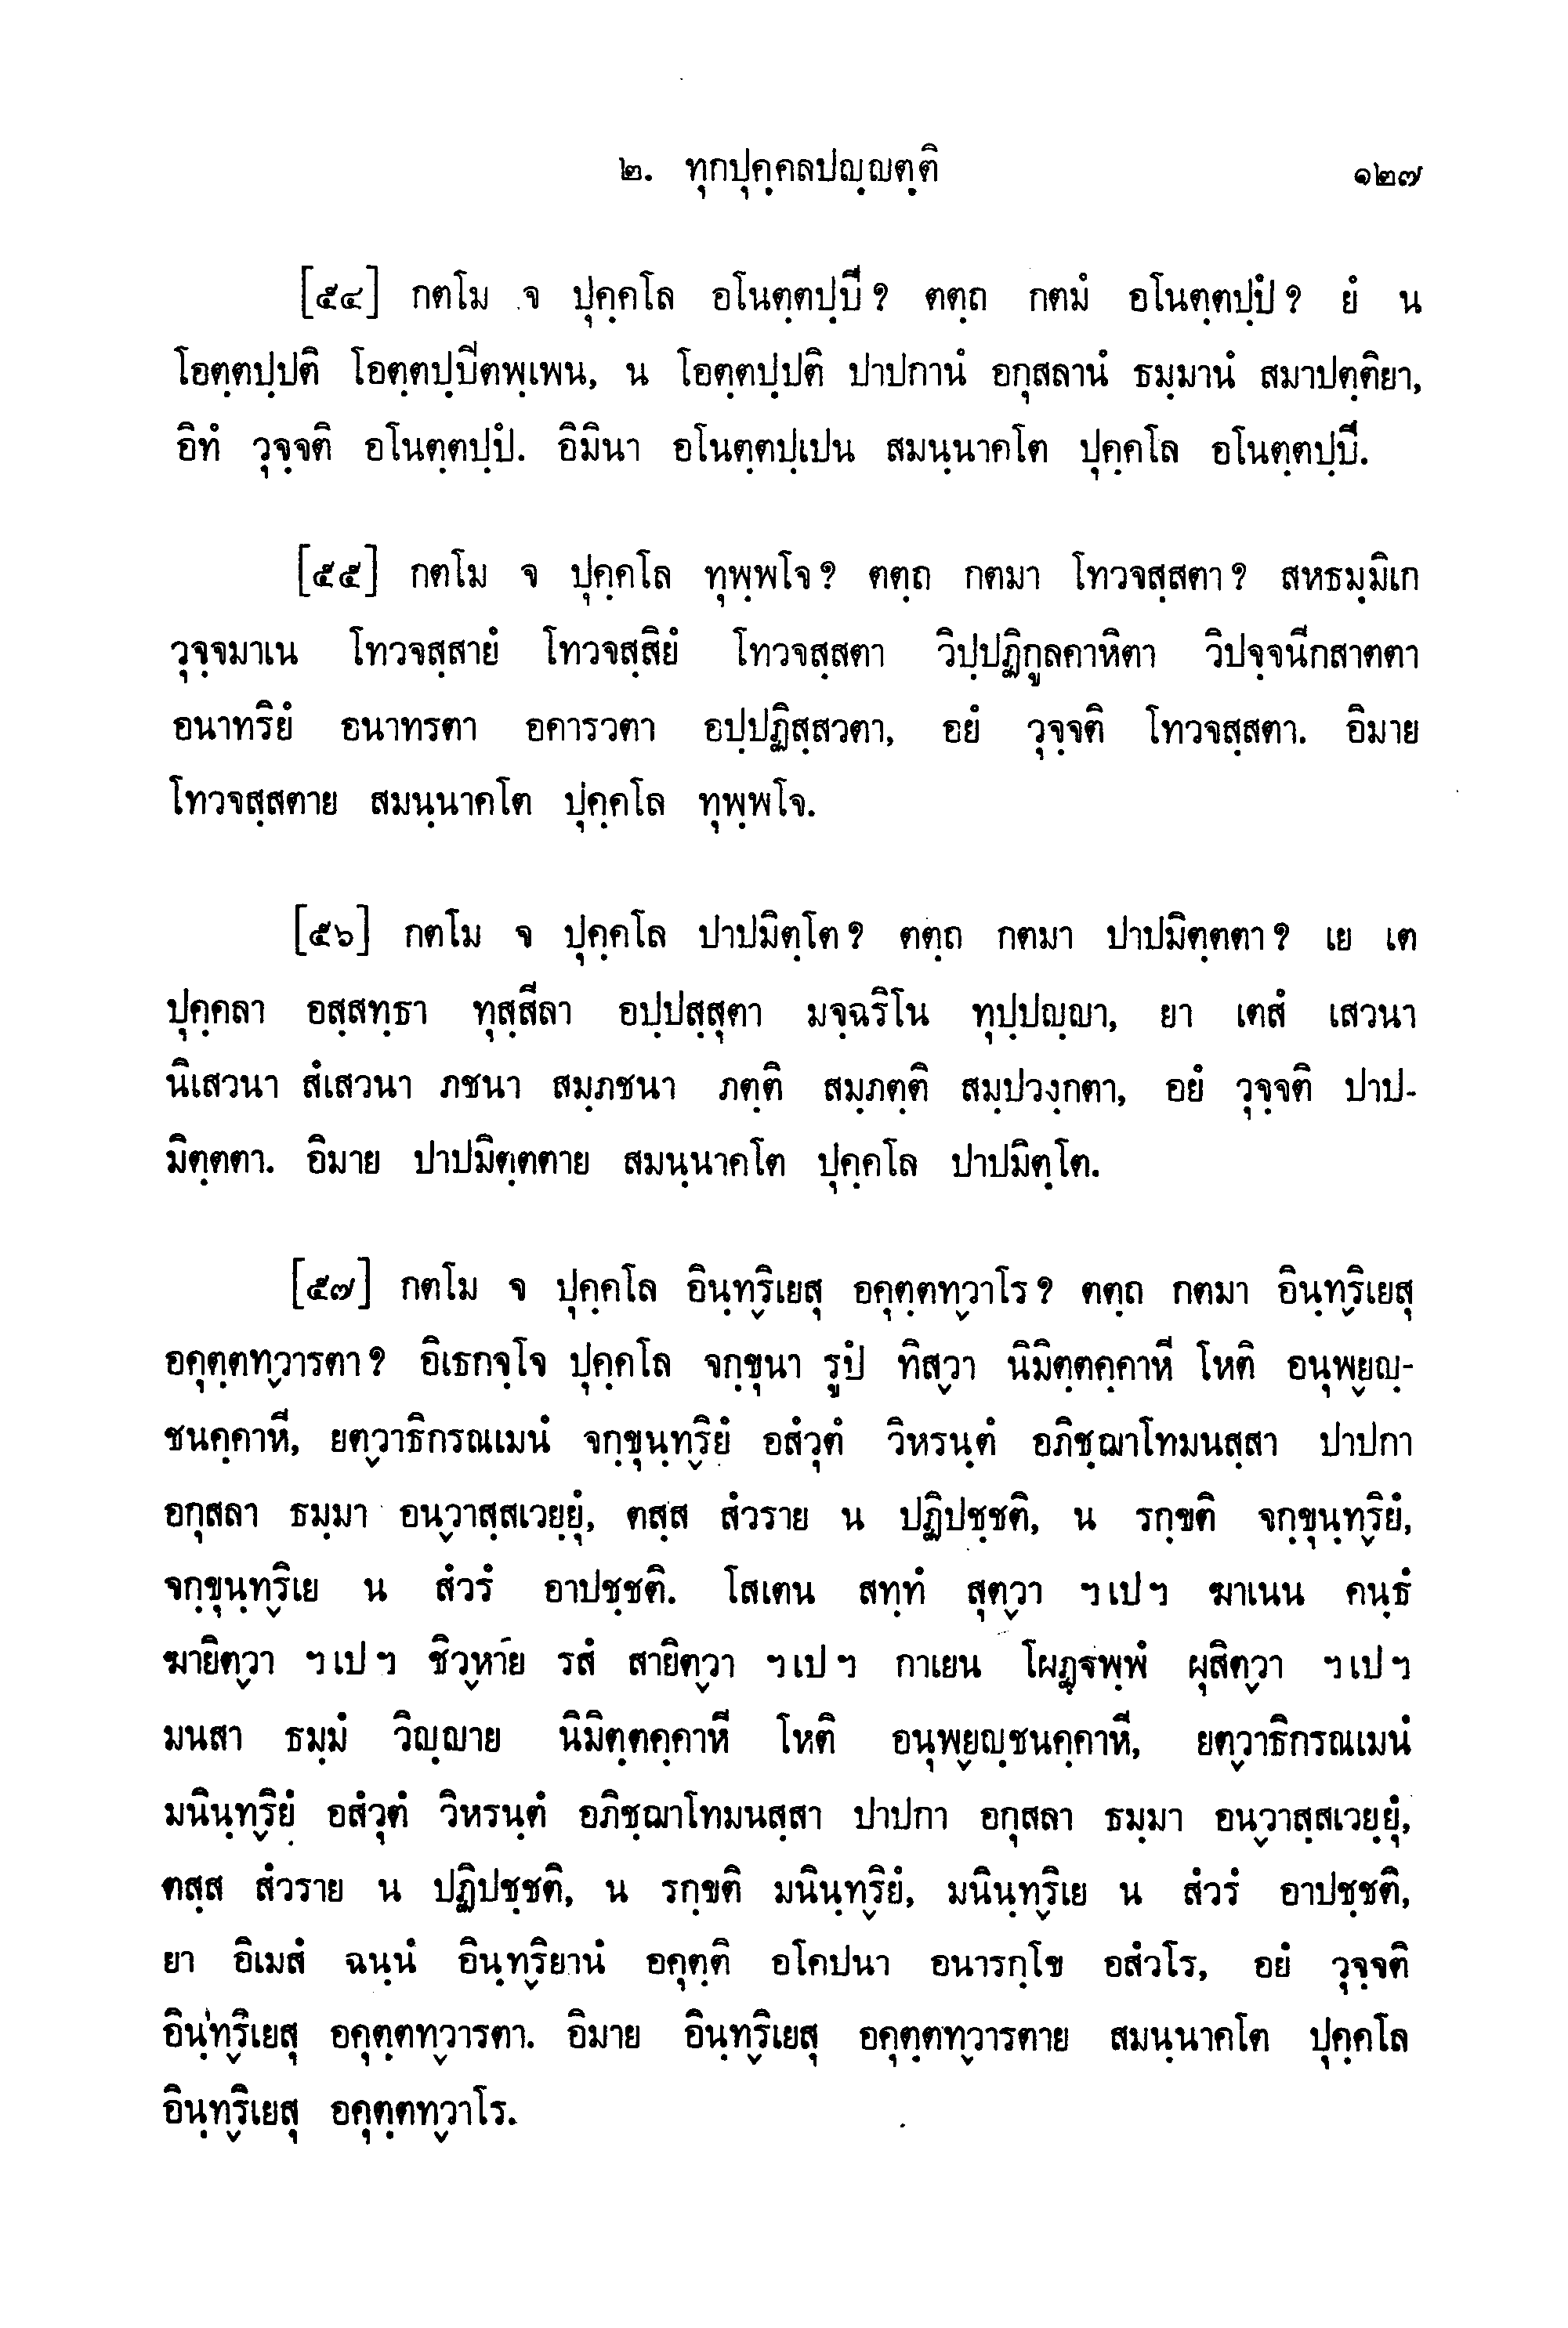 ๒. ทุกปุคฺคลปญฺญตฺติ ๑๒๗
[๕๔] กตโม จ ปุคฺคโล อโนตฺตปฺปี? ตตฺถ กตมํ อโนตฺตปฺปํ? ยํ น
โอตฺตปฺปติ โอตฺตปฺปิตพฺเพน, น โอตฺตปฺปติ ปาปกานํ อกุสลานํ ธมฺมานํ สมาปตฺติยา,
อิทํ วุจฺจติ อโนตฺตปฺปํ. อิมินา อโนตฺตปฺเปน สมนฺนาคโต ปุคฺคโล อโนตฺตปฺปี.
[๕๕] กตโม จ ปุคฺคโล ทุพฺพโจ? ตตฺถ กตมา โทวจสฺสตา? สหธมฺมิเก
วุจฺจมาเน โทวจสฺสายํ โทวจสฺสิยํ โทวจสฺสตา วิปฺปฏิกูลคาหิตา วิปจฺจนีกสาตตา
อนาทริยํ อนาทรตา อคารวตา อปฺปฏิสฺสวตา, อยํ วุจฺจติ โทวจสฺสตา. อิมาย
โทวจสฺสตาย สมนฺนาคโต ปุคฺคโล ทุพฺพโจ.
[๕๖] กตโม จ ปุคฺคโล ปาปมิตฺโต? ตตฺถ กตมา ปาปมิตฺตตา? เย เต
ปุคฺคลา อสฺสทฺธา ทุสฺสีลา อปฺปสฺสุตา มจฺฉริโน ทุปฺปญฺญา, ยา เตสํ เสวนา
นิเสวนา สํเสวนา ภชนา สมฺภชนา ภตฺติ สมฺภตฺติ สมฺปวงฺกตา, อยํ วุจฺจติ ปาป-
มิตฺตตา. อิมาย ปาปมิตฺตตาย สมนฺนาคโต ปุคฺคโล ปาปมิตฺโต.
[๕๗] กตโม จ ปุคฺคโล อินฺทฺริเยสุ อคุตฺตทฺวาโร? ตตฺถ กตมา อินฺทฺริเยสุ
อคุตฺตทฺวารตา? อิเธกจฺโจ ปุคฺคโล จกฺขุนา รูปํ ทิสฺวา นิมิตฺตคฺคาหี โหติ อนุพฺยญฺ-
ชนคฺคาหี, ยตฺวาธิกรณเมนํ จกฺขุนฺทฺริยํ อสํวุตํ วิหรนฺตํ อภิชฺฌาโทมนสฺสา ปาปกา
อกุสลา ธมฺมา อนฺวาสฺสเวยฺยุํ, ตสฺส สํวราย น ปฏิปชฺชติ, น รกฺขติ จกฺขุนฺทฺริยํ,
จกฺขุนฺทฺริเย น สํวรํ อาปชฺชติ. โสเตน สทฺทํ สุตฺวา ฯเปฯ ฆาเนน คนฺธํ
ฆายิตฺวา ฯเปฯ ชิวฺหาย รสํ สายิตฺวา ฯเปฯ กาเยน โผฏฺฐพฺพํ ผุสิตฺวา ฯเปฯ
มนสา ธมฺมํ วิญฺญาย นิมิตฺตคฺคาหี โหติ อนุพฺยญฺชนคฺคาหี, ยตฺวาธิกรณเมนํ
มนินฺทฺริยํ อสํวุตํ วิหรนฺตํ อภิชฺฌาโทมนสฺสา ปาปกา อกุสลา ธมฺมา อนฺวาสฺสเวยฺยุํ,
ตสฺส สํวราย น ปฏิปชฺชติ, น รกฺขติ มนินฺทฺริยํ, มนินฺทฺริเย น สํวรํ อาปชฺชติ,
ยา อิเมสํ ฉนฺนํ อินฺทฺริยานํ อคุตฺติ อโคปนา อนารกฺโข อสํวโร, อยํ วุจฺจติ
อินฺทฺริเยสุ อคุตฺตทฺวารตา. อิมาย อินฺทฺริเยสุ อคุตฺตทฺวารตาย สมนฺนาคโต ปุคฺคโล
อินฺทฺริเยสุ อคุตฺตทฺวาโร.